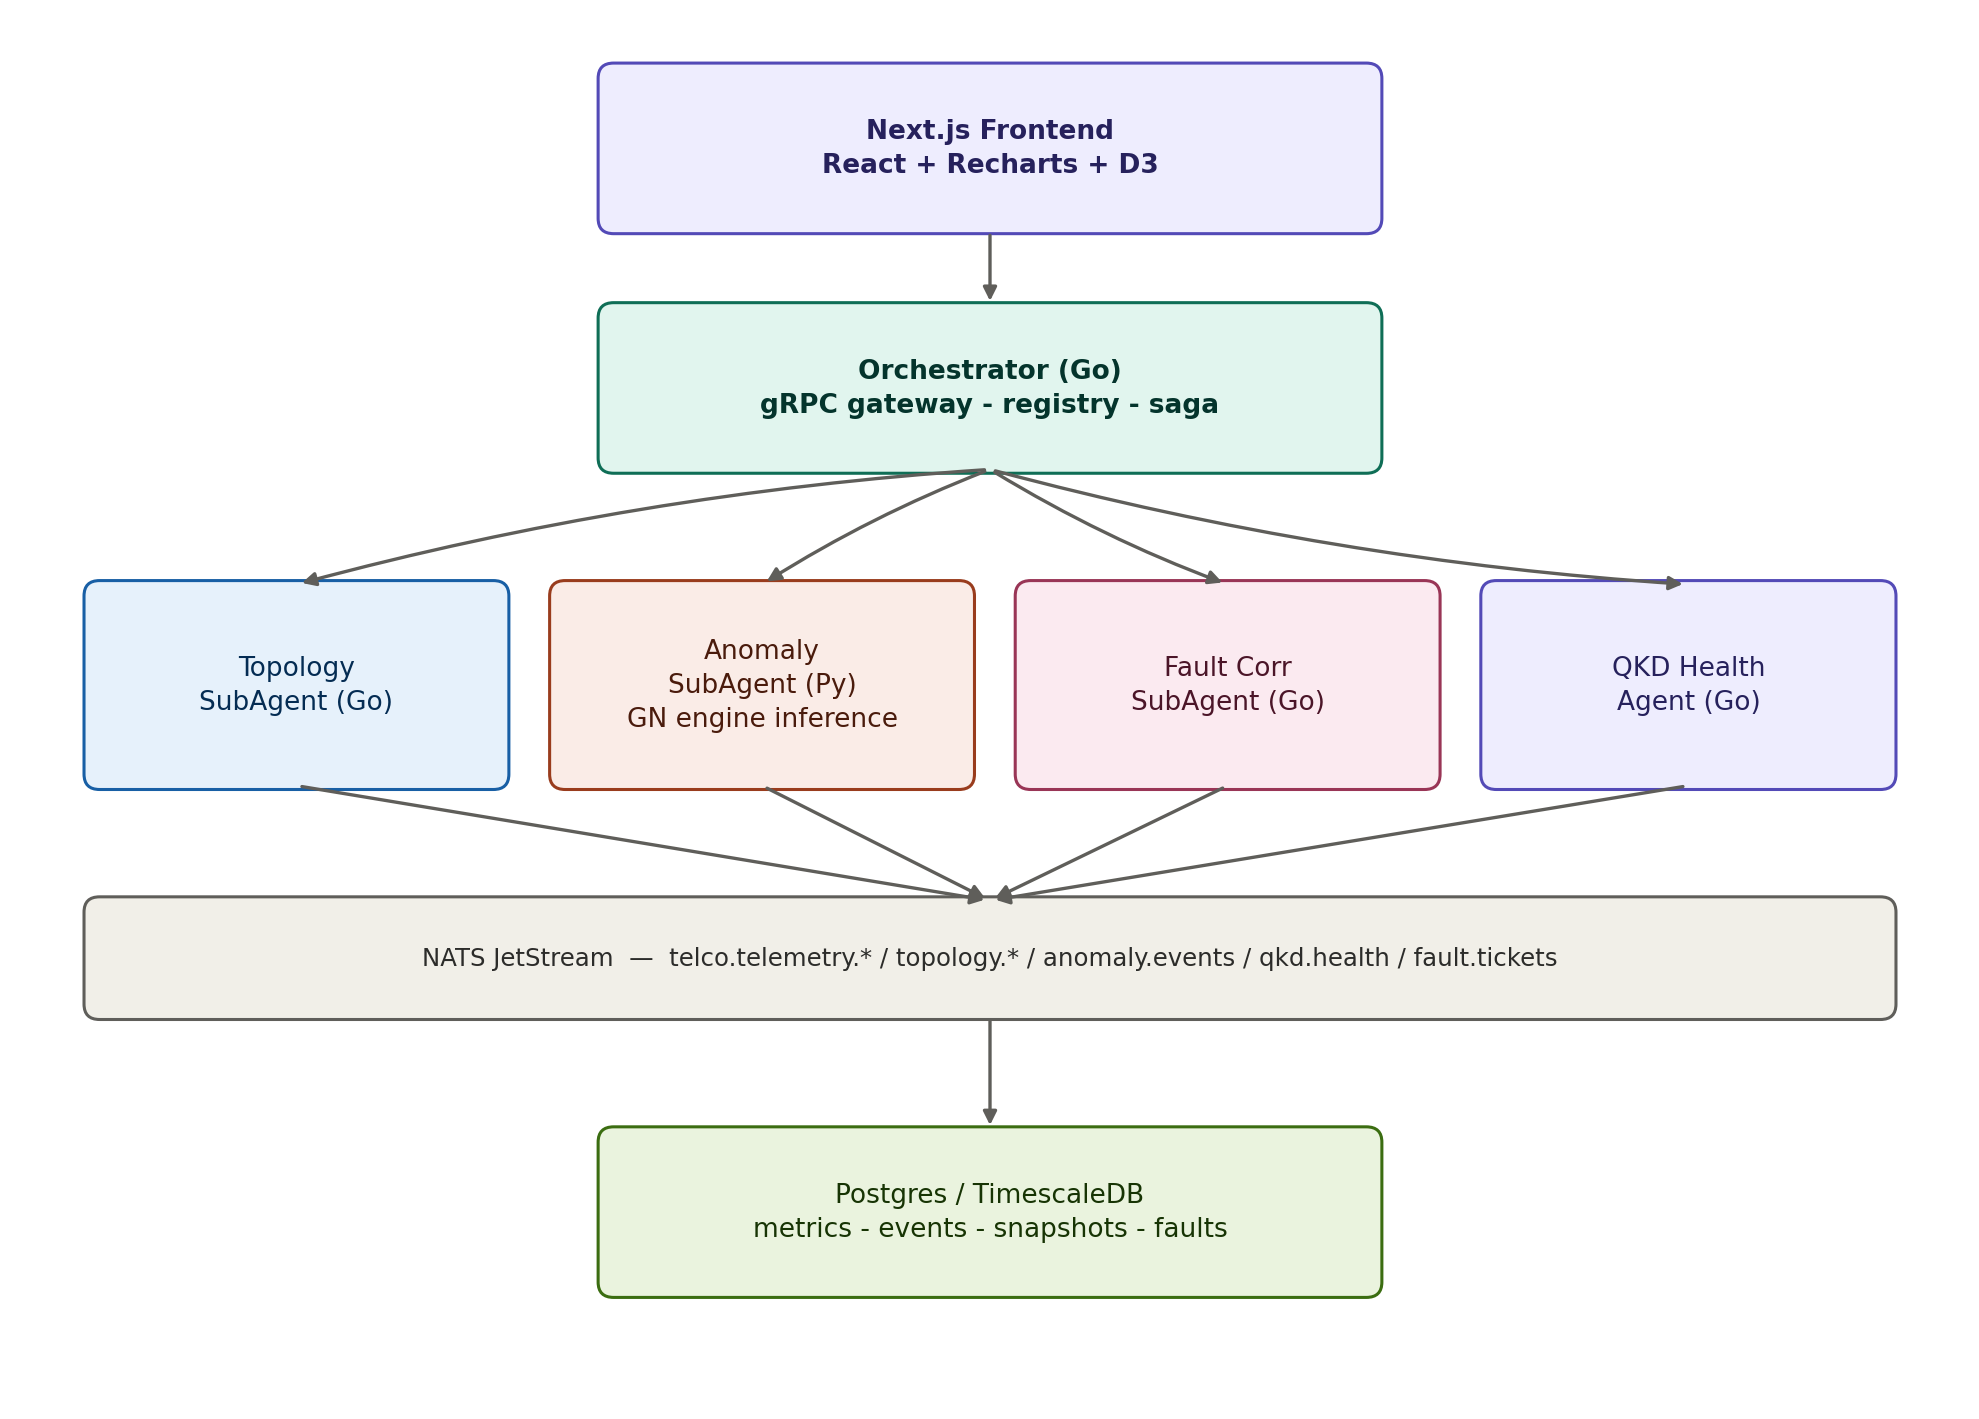 Next.js Frontend
React + Recharts + D3
Orchestrator (Go)
gRPC gateway - registry - saga
Topology
SubAgent (Go)
Anomaly
SubAgent (Py)
GN engine inference
Fault Corr
SubAgent (Go)
QKD Health
Agent (Go)
NATS JetStream — telco.telemetry.* / topology.* / anomaly.events / qkd.health / fault.tickets
Postgres / TimescaleDB
metrics - events - snapshots - faults